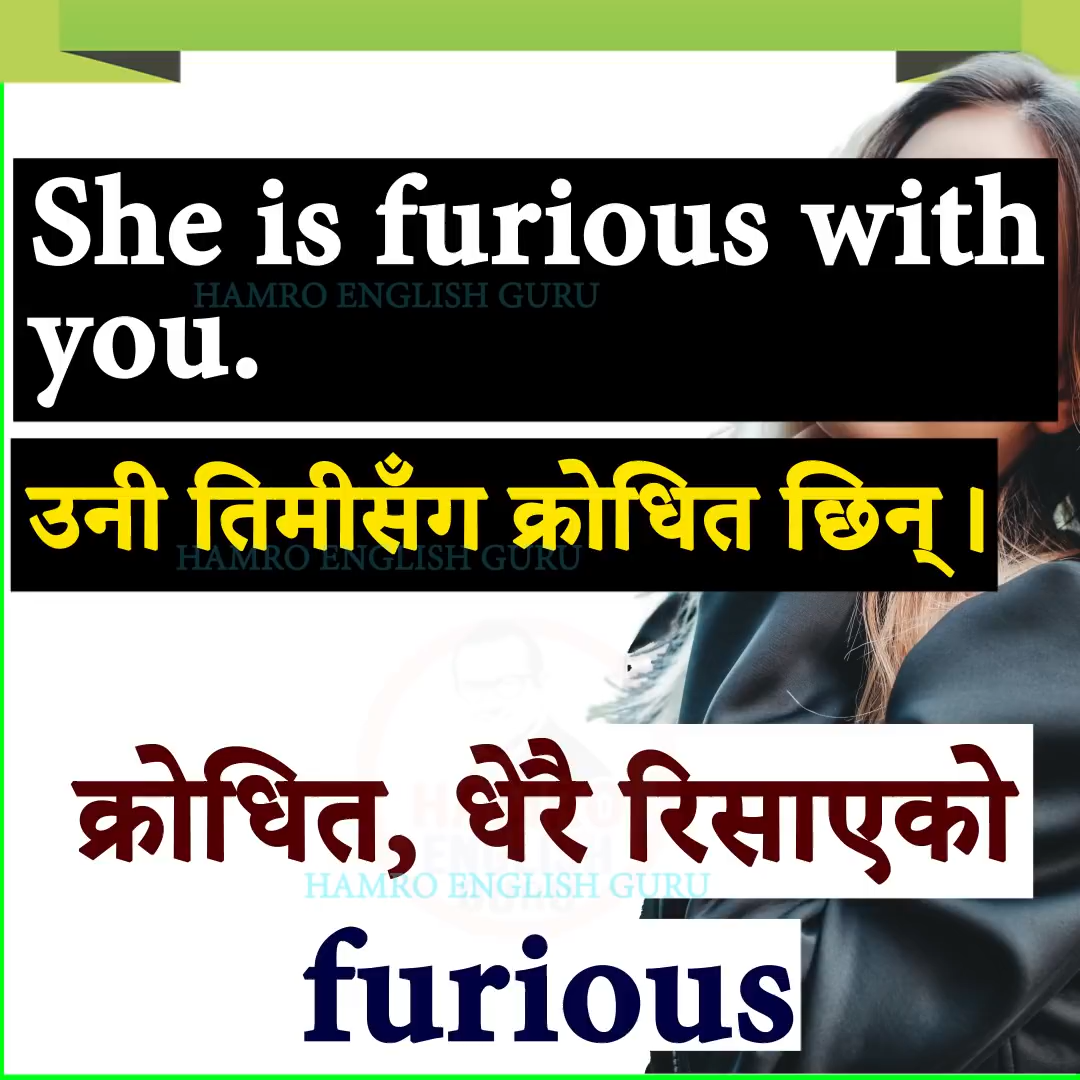 She is furious with
HAMRO ENGLISH GURU
you.
उनी तिमीसँग क्रोधित छिन् ।
HAMRO ENGLISH GURU
क्रोधित, धेरै रिसाएको
HAMRO ENGLISH GURU
furious